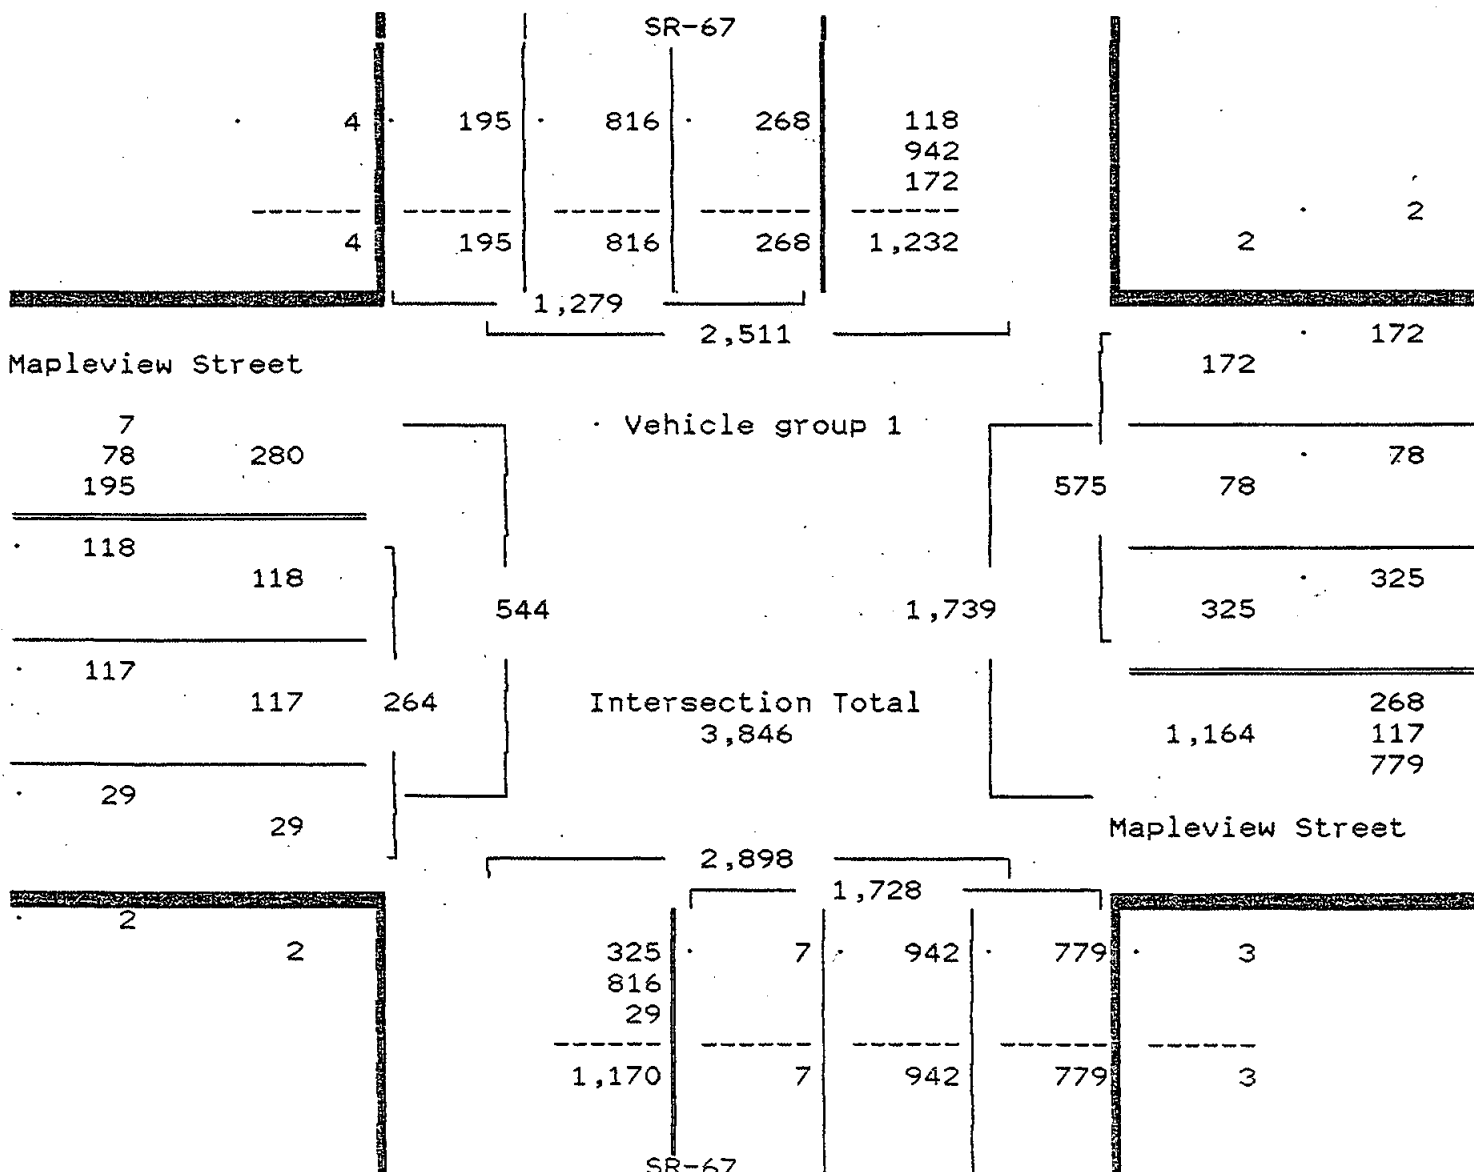 SR-67
4 195 816 268 118
942
172
2
4 195 816 268 1,232 2
1,279
2,511 172
Mapleview Street 172
7 Vehicle group 1
78 280 78
195 575 78
118
118 325
544 1,739 325
117
117 264 Intersection Total 268
3,846 1,164 117
779
29
29 Mapleview Street
2,898
1,728
2
2 325 7 942 779 3
816
29
1,170 7 942 779 3
SR-67